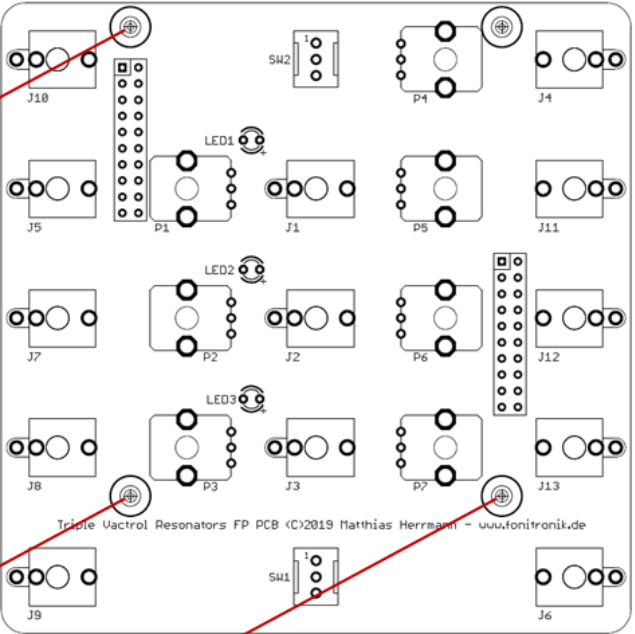 1
SW2
J10
P4
J4
LED1
J5
P1
J1
P5
J11
LED2
J7
P2
J2
P6
J12
LED3
J8
P3
J3
P7
J13
Triple Vactrol Resonators FP PCB (C)2019 Matthias Herrmann - www.fonitronik.de
1
SW1
J9
J6